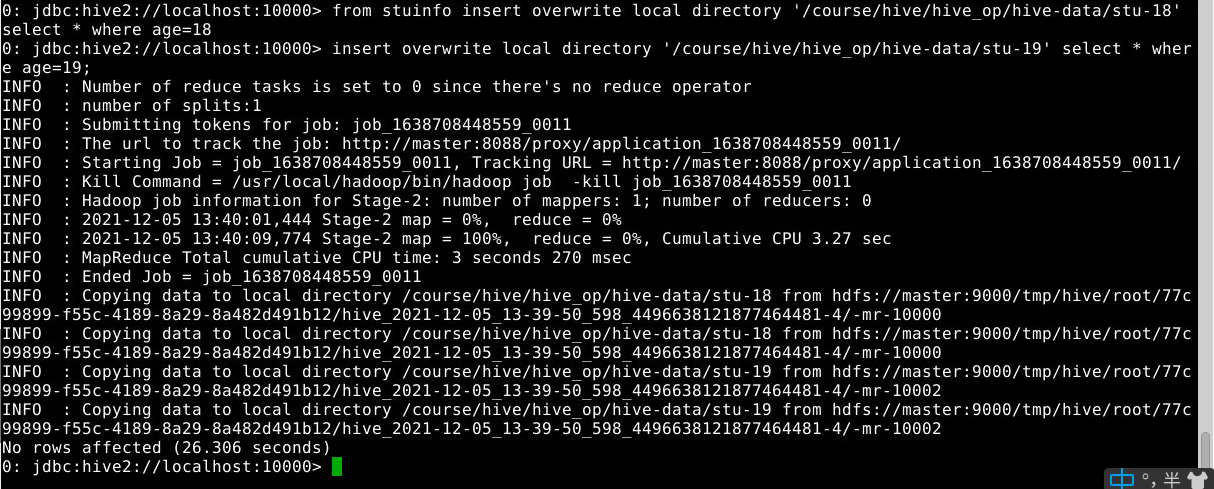 0: jdbc:hive2://localhost:10000> from stuinfo insert overwrite local directory '/course/hive/hive_op/hive-data/stu-18'
select * where age=18
0: jdbc:hive2://localhost:10000> insert overwrite local directory '/course/hive/hive_op/hive-data/stu-19' select * wher
e age=19;
INFO  : Number of reduce tasks is set to 0 since there's no reduce operator
INFO  : number of splits:1
INFO  : Submitting tokens for job: job_1638708448559_0011
INFO  : The url to track the job: http://master:8088/proxy/application_1638708448559_0011/
INFO  : Starting Job = job_1638708448559_0011, Tracking URL = http://master:8088/proxy/application_1638708448559_0011/
INFO  : Kill Command = /usr/local/hadoop/bin/hadoop job  -kill job_1638708448559_0011
INFO  : Hadoop job information for Stage-2: number of mappers: 1; number of reducers: 0
INFO  : 2021-12-05 13:40:01,444 Stage-2 map = 0%,  reduce = 0%
INFO  : 2021-12-05 13:40:09,774 Stage-2 map = 100%,  reduce = 0%, Cumulative CPU 3.27 sec
INFO  : MapReduce Total cumulative CPU time: 3 seconds 270 msec
INFO  : Ended Job = job_1638708448559_0011
INFO  : Copying data to local directory /course/hive/hive_op/hive-data/stu-18 from hdfs://master:9000/tmp/hive/root/77c
99899-f55c-4189-8a29-8a482d491b12/hive_2021-12-05_13-39-50_598_4496638121877464481-4/-mr-10000
INFO  : Copying data to local directory /course/hive/hive_op/hive-data/stu-18 from hdfs://master:9000/tmp/hive/root/77c
99899-f55c-4189-8a29-8a482d491b12/hive_2021-12-05_13-39-50_598_4496638121877464481-4/-mr-10000
INFO  : Copying data to local directory /course/hive/hive_op/hive-data/stu-19 from hdfs://master:9000/tmp/hive/root/77c
99899-f55c-4189-8a29-8a482d491b12/hive_2021-12-05_13-39-50_598_4496638121877464481-4/-mr-10002
INFO  : Copying data to local directory /course/hive/hive_op/hive-data/stu-19 from hdfs://master:9000/tmp/hive/root/77c
99899-f55c-4189-8a29-8a482d491b12/hive_2021-12-05_13-39-50_598_4496638121877464481-4/-mr-10002
No rows affected (26.306 seconds)
0: jdbc:hive2://localhost:10000>
中 °, 半